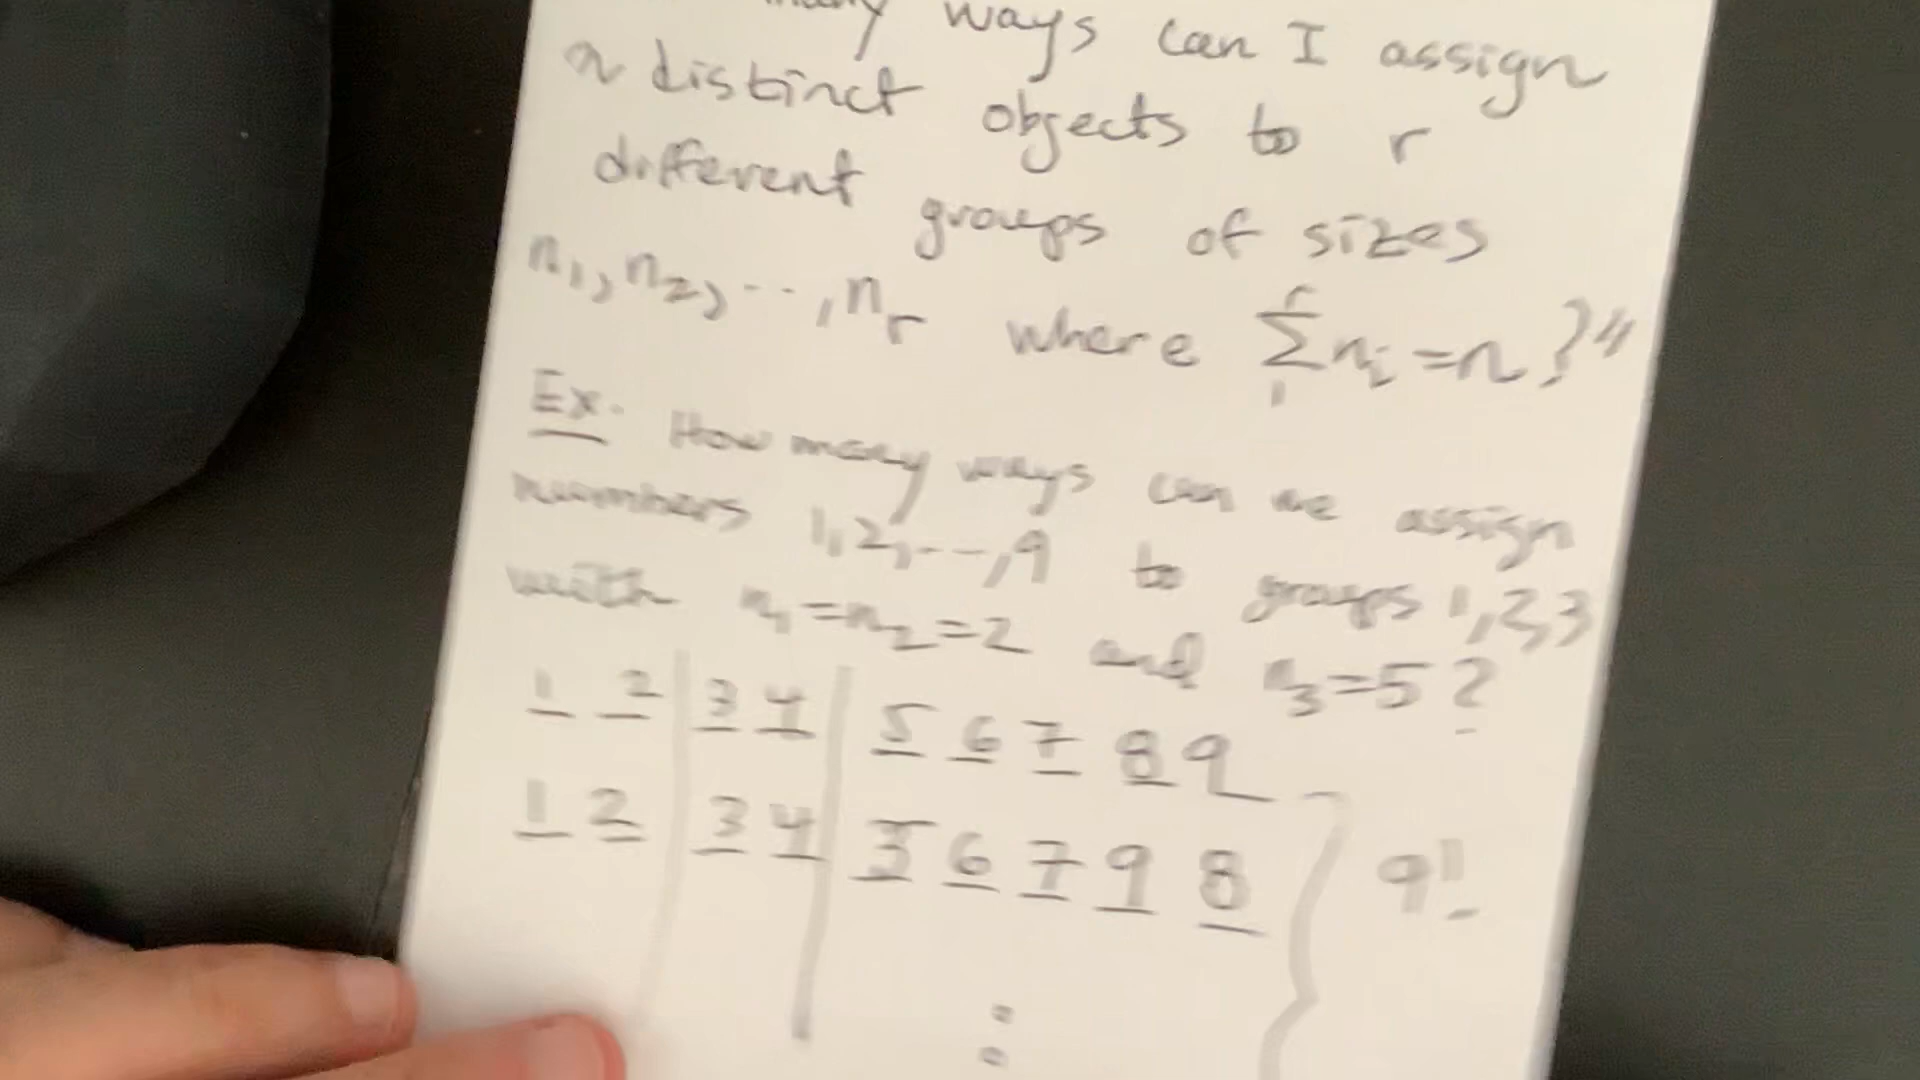 many ways can I assign
n distinct objects to r
different groups of sizes
n₁, n₂, ..., nᵣ where Σ₁ʳ nᵢ = n?"
Ex. How many ways can we assign
numbers 1,2,--,9 to groups 1,2,3
with n₁=n₂=2 and n₃=5?
1 2 | 3 4 | 5 6 7 8 9
1 2 | 3 4 | 5 6 7 9 8 } 9!
: